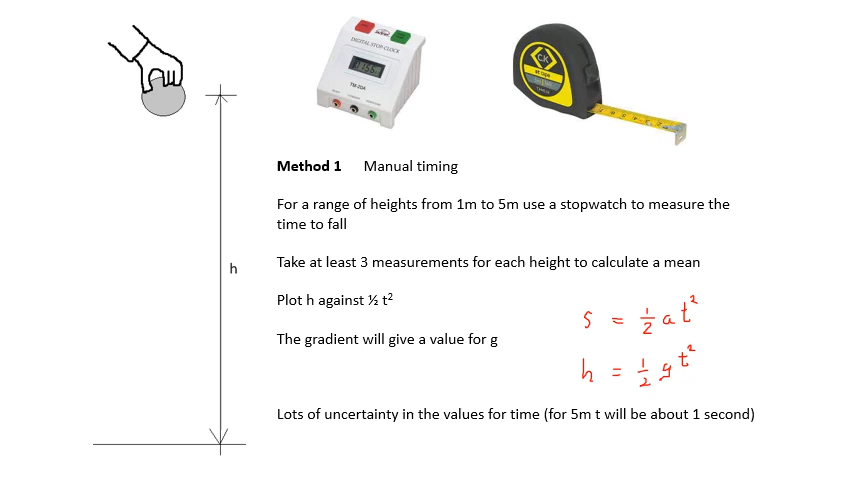 DIGITAL STOP-CLOCK
TM-20A
C.K
Method 1 Manual timing
For a range of heights from 1m to 5m use a stopwatch to measure the
time to fall
h
Take at least 3 measurements for each height to calculate a mean
Plot h against ½ t²
s = ½ a t²
The gradient will give a value for g
h = ½ g t²
Lots of uncertainty in the values for time (for 5m t will be about 1 second)